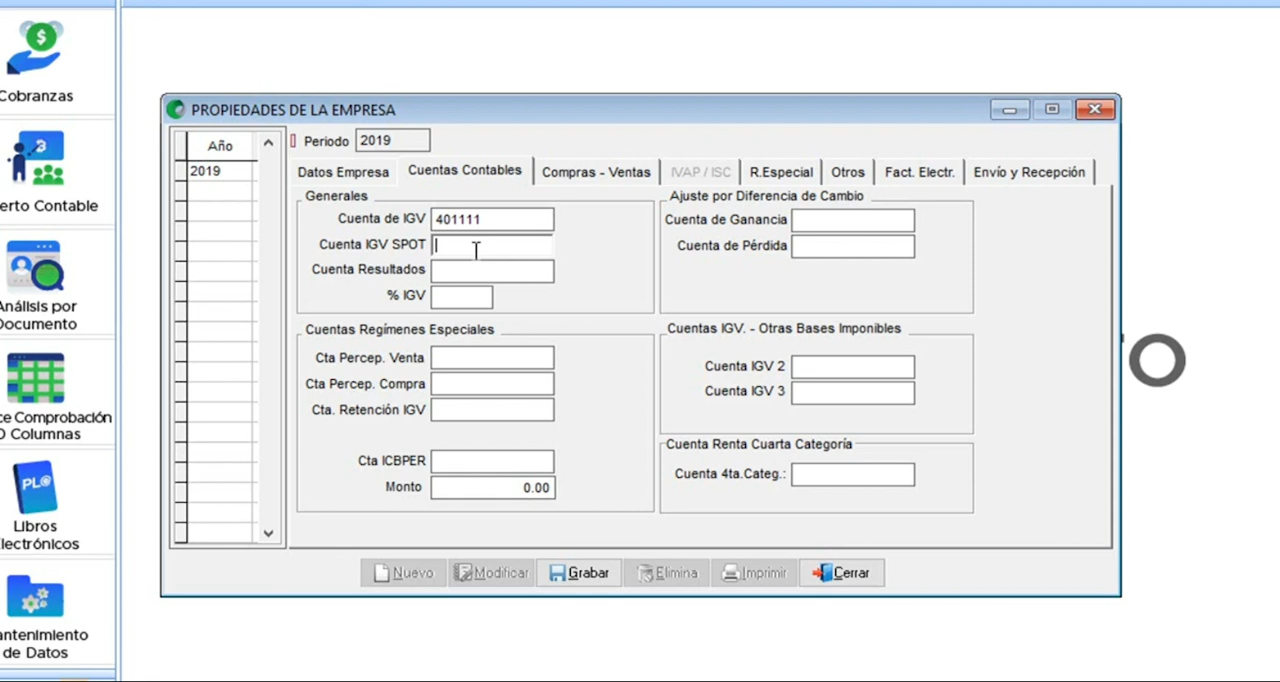 Cobranzas
erto Contable
Análisis por
Documento
ce Comprobación
O Columnas
PL
Libros
lectrónicos
antenimiento
de Datos
PROPIEDADES DE LA EMPRESA
Año
2019
Periodo 2019
Datos Empresa Cuentas Contables Compras - Ventas IVAP / ISC R.Especial Otros Fact. Electr. Envío y Recepción
Generales
Cuenta de IGV 401111
Cuenta IGV SPOT
Cuenta Resultados
% IGV
Cuentas Regímenes Especiales
Cta Percep. Venta
Cta Percep. Compra
Cta. Retención IGV
Cta ICBPER
Monto 0.00
Ajuste por Diferencia de Cambio
Cuenta de Ganancia
Cuenta de Pérdida
Cuentas IGV. - Otras Bases Imponibles
Cuenta IGV 2
Cuenta IGV 3
Cuenta Renta Cuarta Categoría
Cuenta 4ta.Categ.:
Nuevo Modificar Grabar Elimina Imprimir Cerrar